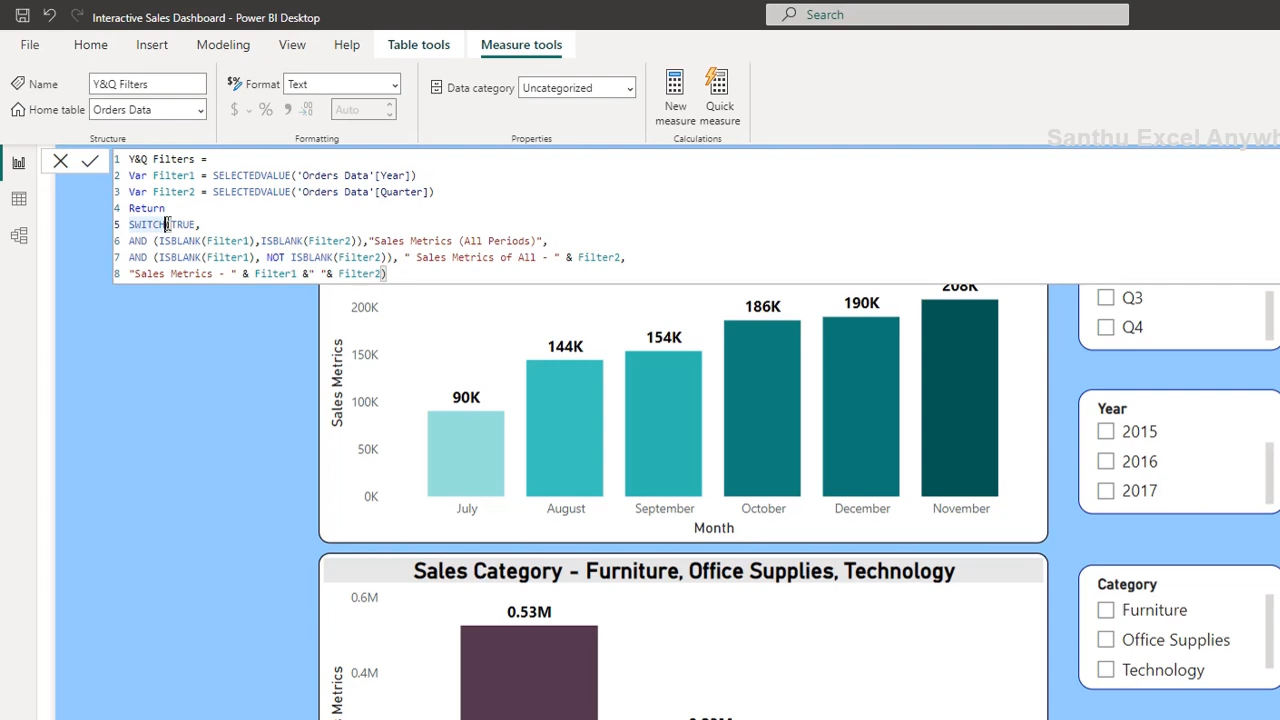 Interactive Sales Dashboard - Power BI Desktop
Search
File Home Insert Modeling View Help Table tools Measure tools
Name Y&Q Filters
Home table Orders Data
Structure
Format Text
$ % Auto
Formatting
Data category Uncategorized
Properties
New measure
Quick measure
Calculations
Santhu Excel Anywh
1 Y&Q Filters =
2 Var Filter1 = SELECTEDVALUE('Orders Data'[Year])
3 Var Filter2 = SELECTEDVALUE('Orders Data'[Quarter])
4 Return
5 SWITCH(TRUE,
6 AND (ISBLANK(Filter1),ISBLANK(Filter2)),"Sales Metrics (All Periods)",
7 AND (ISBLANK(Filter1), NOT ISBLANK(Filter2)), " Sales Metrics of All - " & Filter2,
8 "Sales Metrics - " & Filter1 &" "& Filter2)
Sales Metrics
200K
150K
100K
50K
0K
90K
144K
154K
186K
190K
208K
July August September October December November
Month
Q3
Q4
Year
2015
2016
2017
Sales Category - Furniture, Office Supplies, Technology
0.6M
0.4M
0.53M
Metrics
Category
Furniture
Office Supplies
Technology